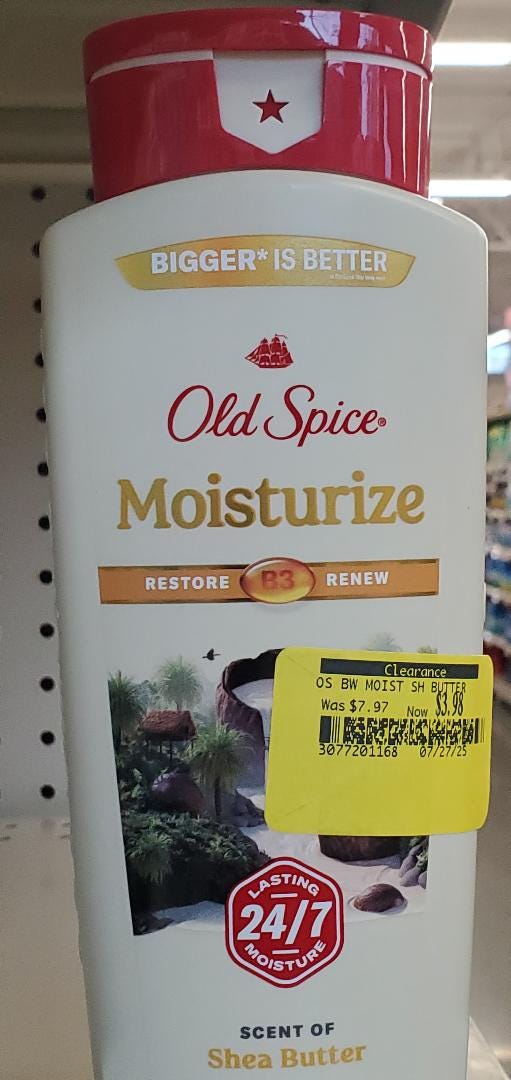 BIGGER* IS BETTER
Old Spice®
Moisturize
RESTORE B3 RENEW
Clearance
OS BW MOIST SH BUTTER
Was $7.97 Now $3.98
3077201168 07/27/25
LASTING
24/7
MOISTURE
SCENT OF
Shea Butter